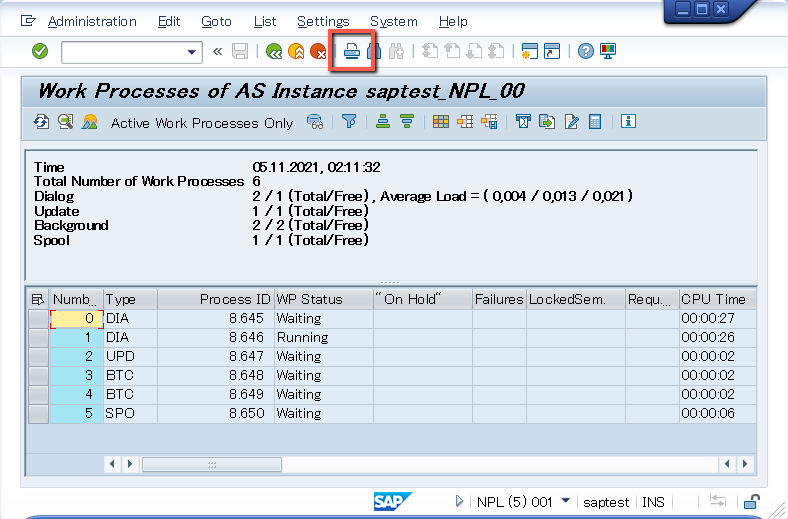 Administration Edit Goto List Settings System Help
Work Processes of AS Instance saptest_NPL_00
Active Work Processes Only
Time 05.11.2021, 02:11:32
Total Number of Work Processes 6
Dialog 2 / 1 (Total/Free) , Average Load = ( 0,004 / 0,013 / 0,021 )
Update 1 / 1 (Total/Free)
Background 2 / 2 (Total/Free)
Spool 1 / 1 (Total/Free)
Numb... Type Process ID WP Status "On Hold" Failures LockedSem. Requ... CPU Time
0 DIA 8.645 Waiting 00:00:27
1 DIA 8.646 Running 00:00:26
2 UPD 8.647 Waiting 00:00:02
3 BTC 8.648 Waiting 00:00:02
4 BTC 8.649 Waiting 00:00:02
5 SPO 8.650 Waiting 00:00:06
SAP NPL (5) 001 saptest INS